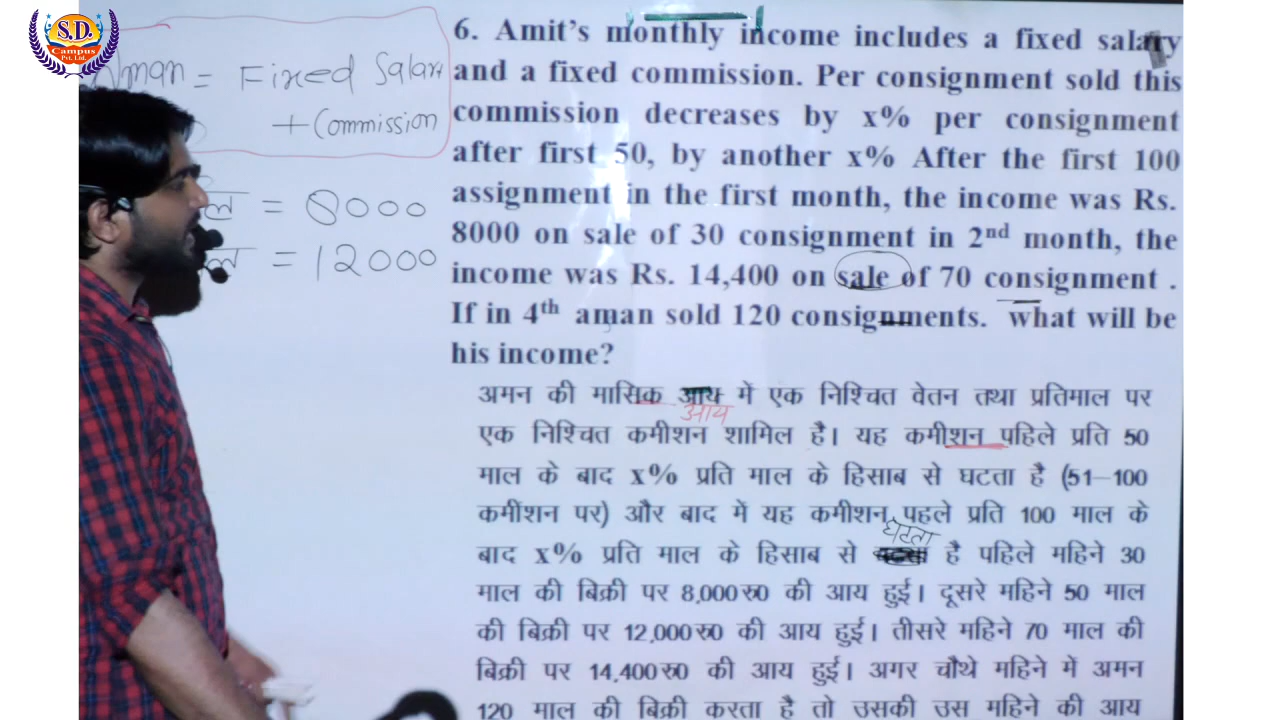 S.D.
Campus
Pvt. Ltd.
= Fixed Salary
+ Commission
= 8000
= 12000
6. Amit's monthly income includes a fixed salary
and a fixed commission. Per consignment sold this
commission decreases by x% per consignment
after first 50, by another x% After the first 100
assignment in the first month, the income was Rs.
8000 on sale of 30 consignment in 2nd month, the
income was Rs. 14,400 on sale of 70 consignment .
If in 4th aman sold 120 consignments. what will be
his income?
अमन की मासिक आय में एक निश्चित वेतन तथा प्रतिमाल पर
आय
एक निश्चित कमीशन शामिल है। यह कमीशन पहिले प्रति 50
माल के बाद x% प्रति माल के हिसाब से घटता है (51–100
कमींशन पर) और बाद में यह कमीशन पहले प्रति 100 माल के
घटता
बाद x% प्रति माल के हिसाब से है पहिले महिने 30
माल की बिक्री पर 8,000रू0 की आय हुई। दूसरे महिने 50 माल
की बिक्री पर 12,000रू0 की आय हुई। तीसरे महिने 70 माल की
बिक्री पर 14,400रू0 की आय हुई। अगर चौथे महिने में अमन
120 माल की बिक्री करता है तो उसकी उस महिने की आय